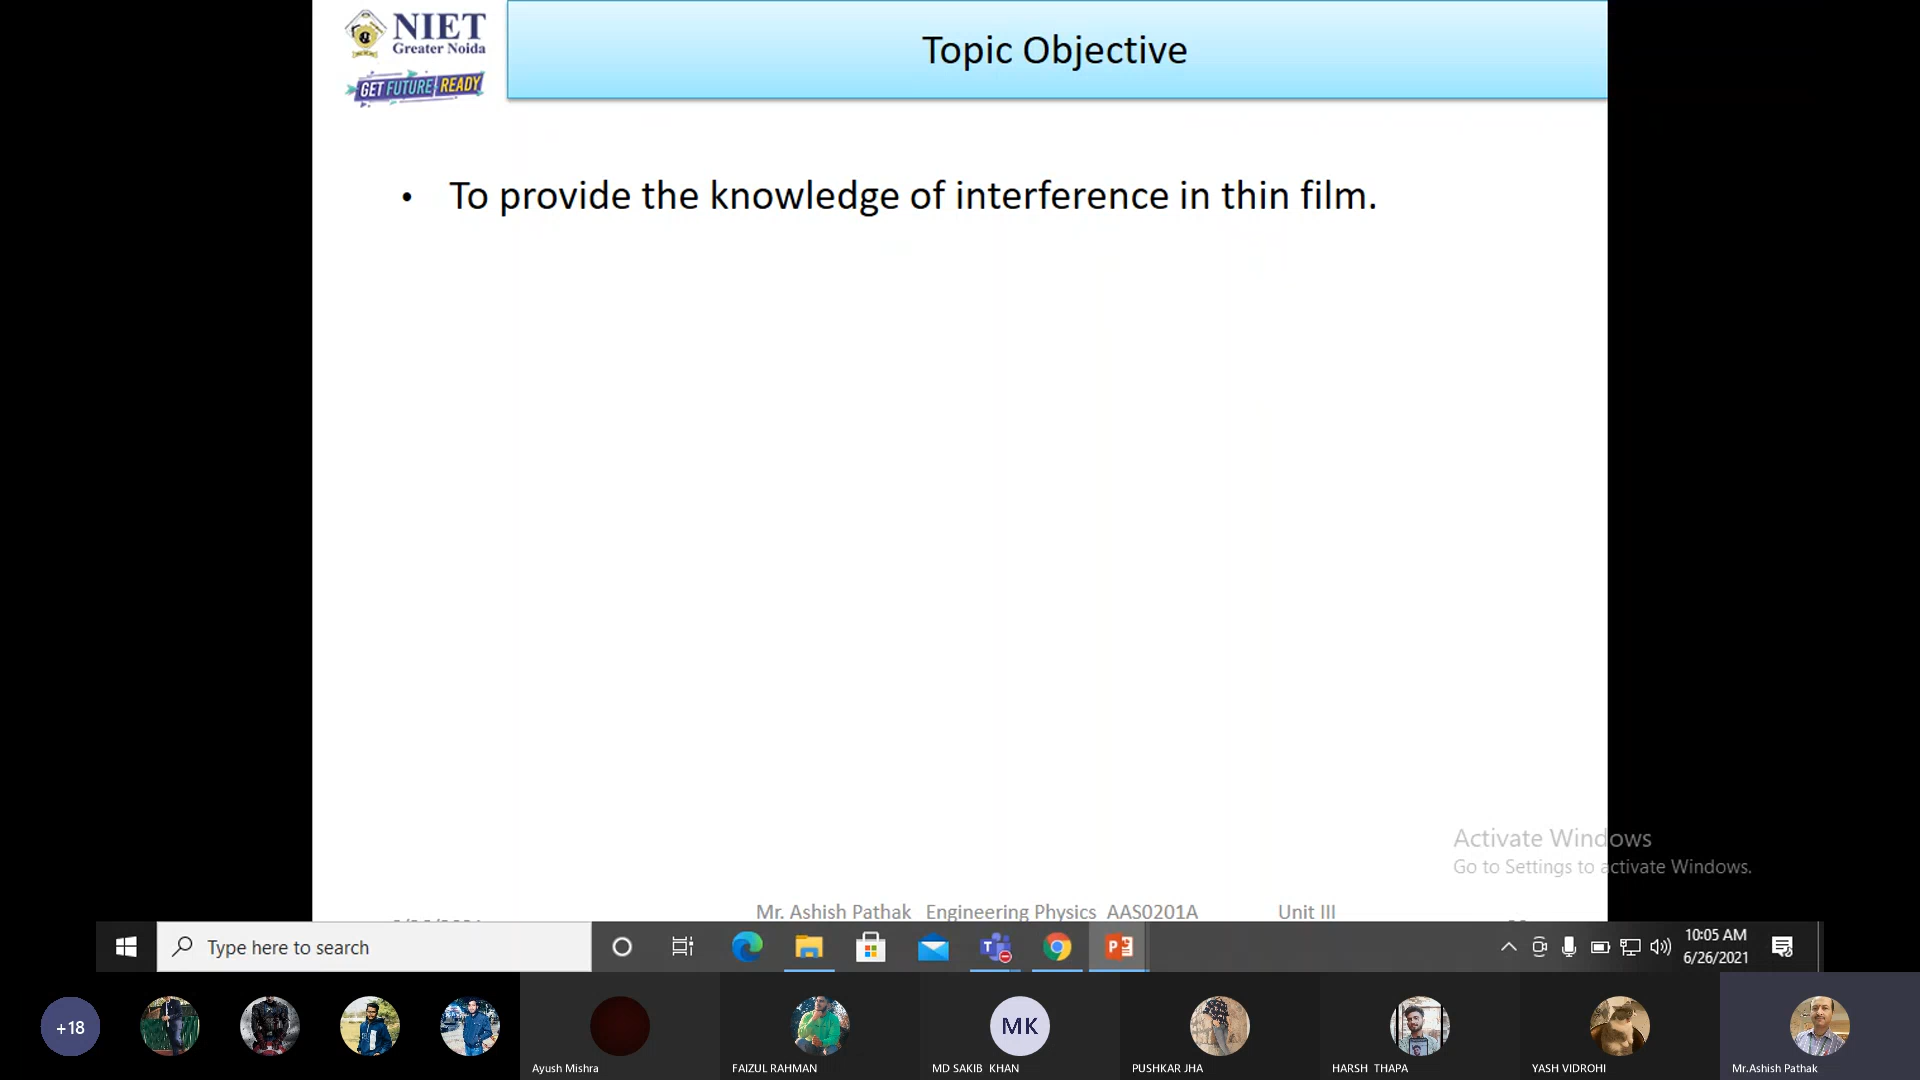 NIET
Greater Noida
GET FUTURE READY
Topic Objective
• To provide the knowledge of interference in thin film.
Activate Windows
Go to Settings to activate Windows.
Mr. Ashish Pathak Engineering Physics AAS0201A Unit III
Type here to search
10:05 AM
6/26/2021
+18
MK
Ayush Mishra
FAIZUL RAHMAN
MD SAKIB KHAN
PUSHKAR JHA
HARSH THAPA
YASH VIDROHI
Mr.Ashish Pathak